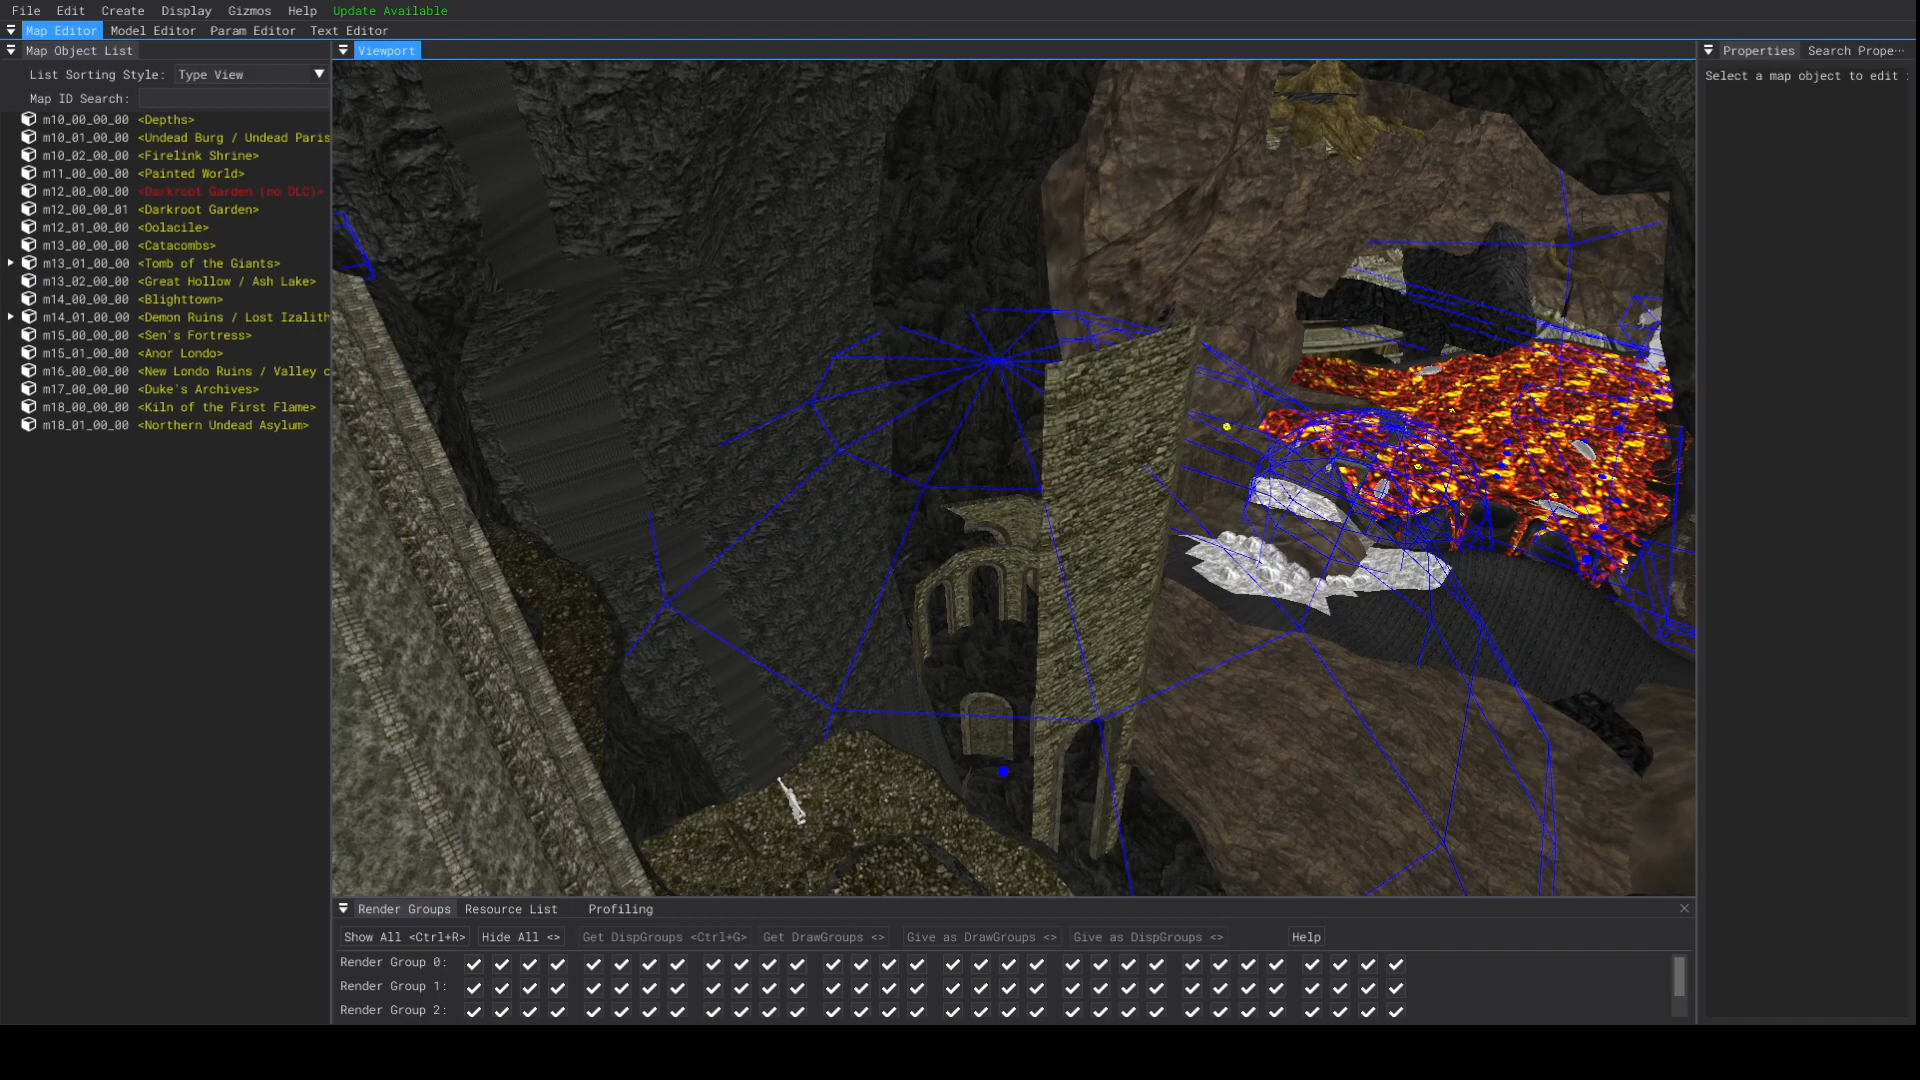 File Edit Create Display Gizmos Help Update Available
Map Editor Model Editor Param Editor Text Editor
Map Object List
Viewport
Properties Search Prope···
List Sorting Style: Type View
Select a map object to edit
Map ID Search:
m10_00_00_00 <Depths>
m10_01_00_00 <Undead Burg / Undead Paris
m10_02_00_00 <Firelink Shrine>
m11_00_00_00 <Painted World>
m12_00_00_00 <Darkroot Garden (no DLC)>
m12_00_00_01 <Darkroot Garden>
m12_01_00_00 <Oolacile>
m13_00_00_00 <Catacombs>
m13_01_00_00 <Tomb of the Giants>
m13_02_00_00 <Great Hollow / Ash Lake>
m14_00_00_00 <Blighttown>
m14_01_00_00 <Demon Ruins / Lost Izalith
m15_00_00_00 <Sen's Fortress>
m15_01_00_00 <Anor Londo>
m16_00_00_00 <New Londo Ruins / Valley o
m17_00_00_00 <Duke's Archives>
m18_00_00_00 <Kiln of the First Flame>
m18_01_00_00 <Northern Undead Asylum>
Render Groups Resource List Profiling
Show All <Ctrl+R> Hide All <> Get DispGroups <Ctrl+G> Get DrawGroups <> Give as DrawGroups <> Give as DispGroups <> Help
Render Group 0:
Render Group 1:
Render Group 2: